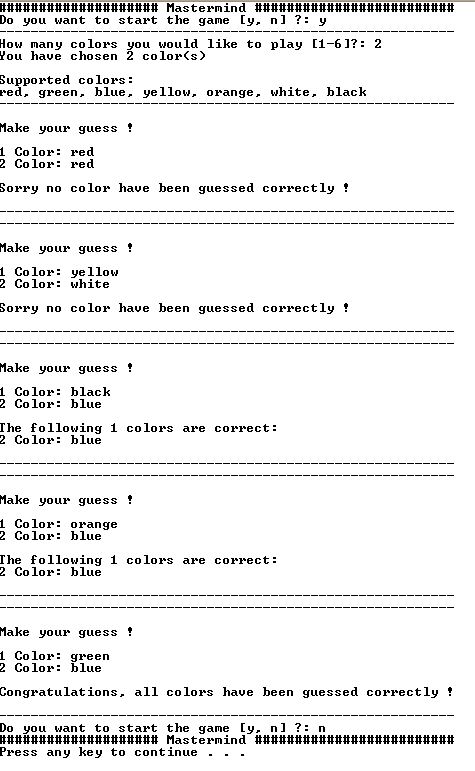 ##################### Mastermind ##########################
Do you want to start the game [y, n] ?: y
-----------------------------------------------------------
How many colors you would like to play [1-6]?: 2
You have chosen 2 color(s)
Supported colors:
red, green, blue, yellow, orange, white, black
-----------------------------------------------------------
Make your guess !
1 Color: red
2 Color: red
Sorry no color have been guessed correctly !
-----------------------------------------------------------
-----------------------------------------------------------
Make your guess !
1 Color: yellow
2 Color: white
Sorry no color have been guessed correctly !
-----------------------------------------------------------
-----------------------------------------------------------
Make your guess !
1 Color: black
2 Color: blue
The following 1 colors are correct:
2 Color: blue
-----------------------------------------------------------
-----------------------------------------------------------
Make your guess !
1 Color: orange
2 Color: blue
The following 1 colors are correct:
2 Color: blue
-----------------------------------------------------------
-----------------------------------------------------------
Make your guess !
1 Color: green
2 Color: blue
Congratulations, all colors have been guessed correctly !
-----------------------------------------------------------
Do you want to start the game [y, n] ?: n
##################### Mastermind ##########################
Press any key to continue . . .